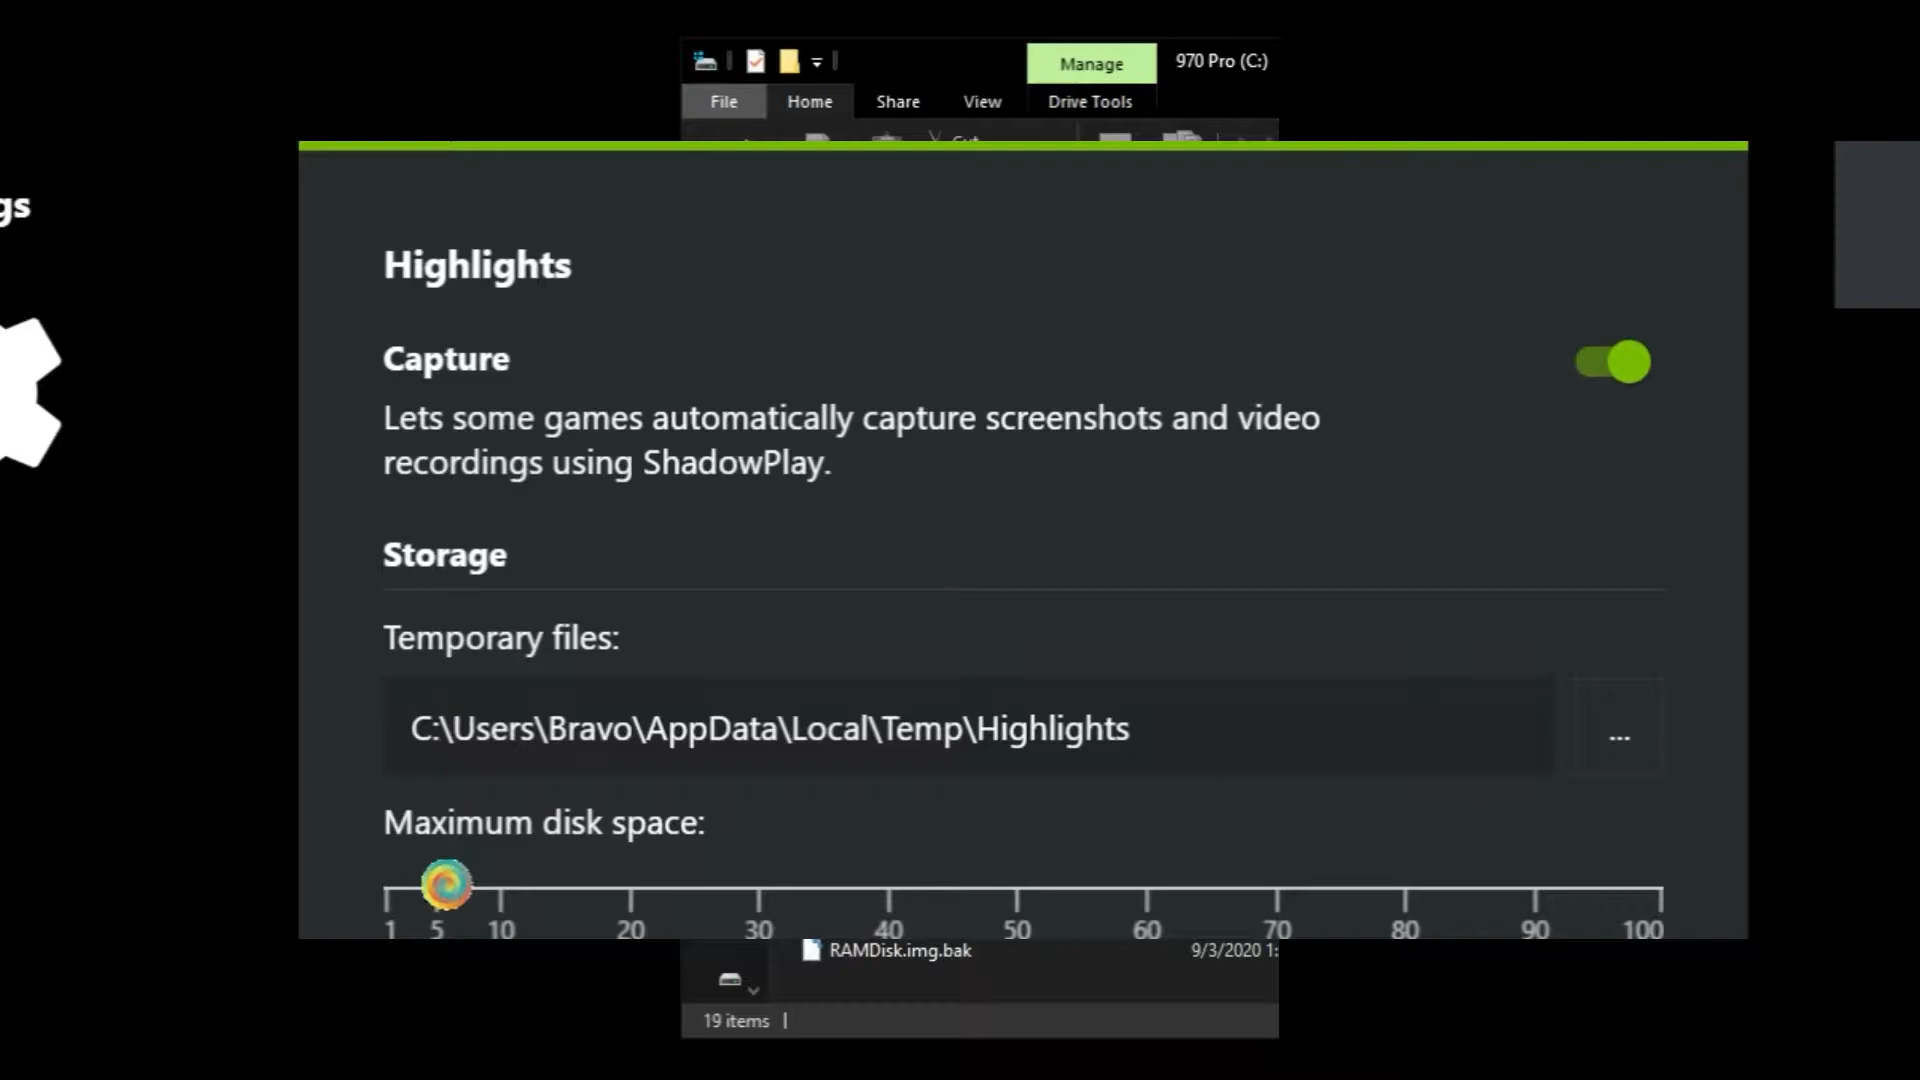 970 Pro (C:)
Manage
File Home Share View Drive Tools
gs
Highlights
Capture
Lets some games automatically capture screenshots and video
recordings using ShadowPlay.
Storage
Temporary files:
C:\Users\Bravo\AppData\Local\Temp\Highlights
...
Maximum disk space:
1 5 10 20 30 40 50 60 70 80 90 100
RAMDisk.img.bak 9/3/2020 1:
19 items